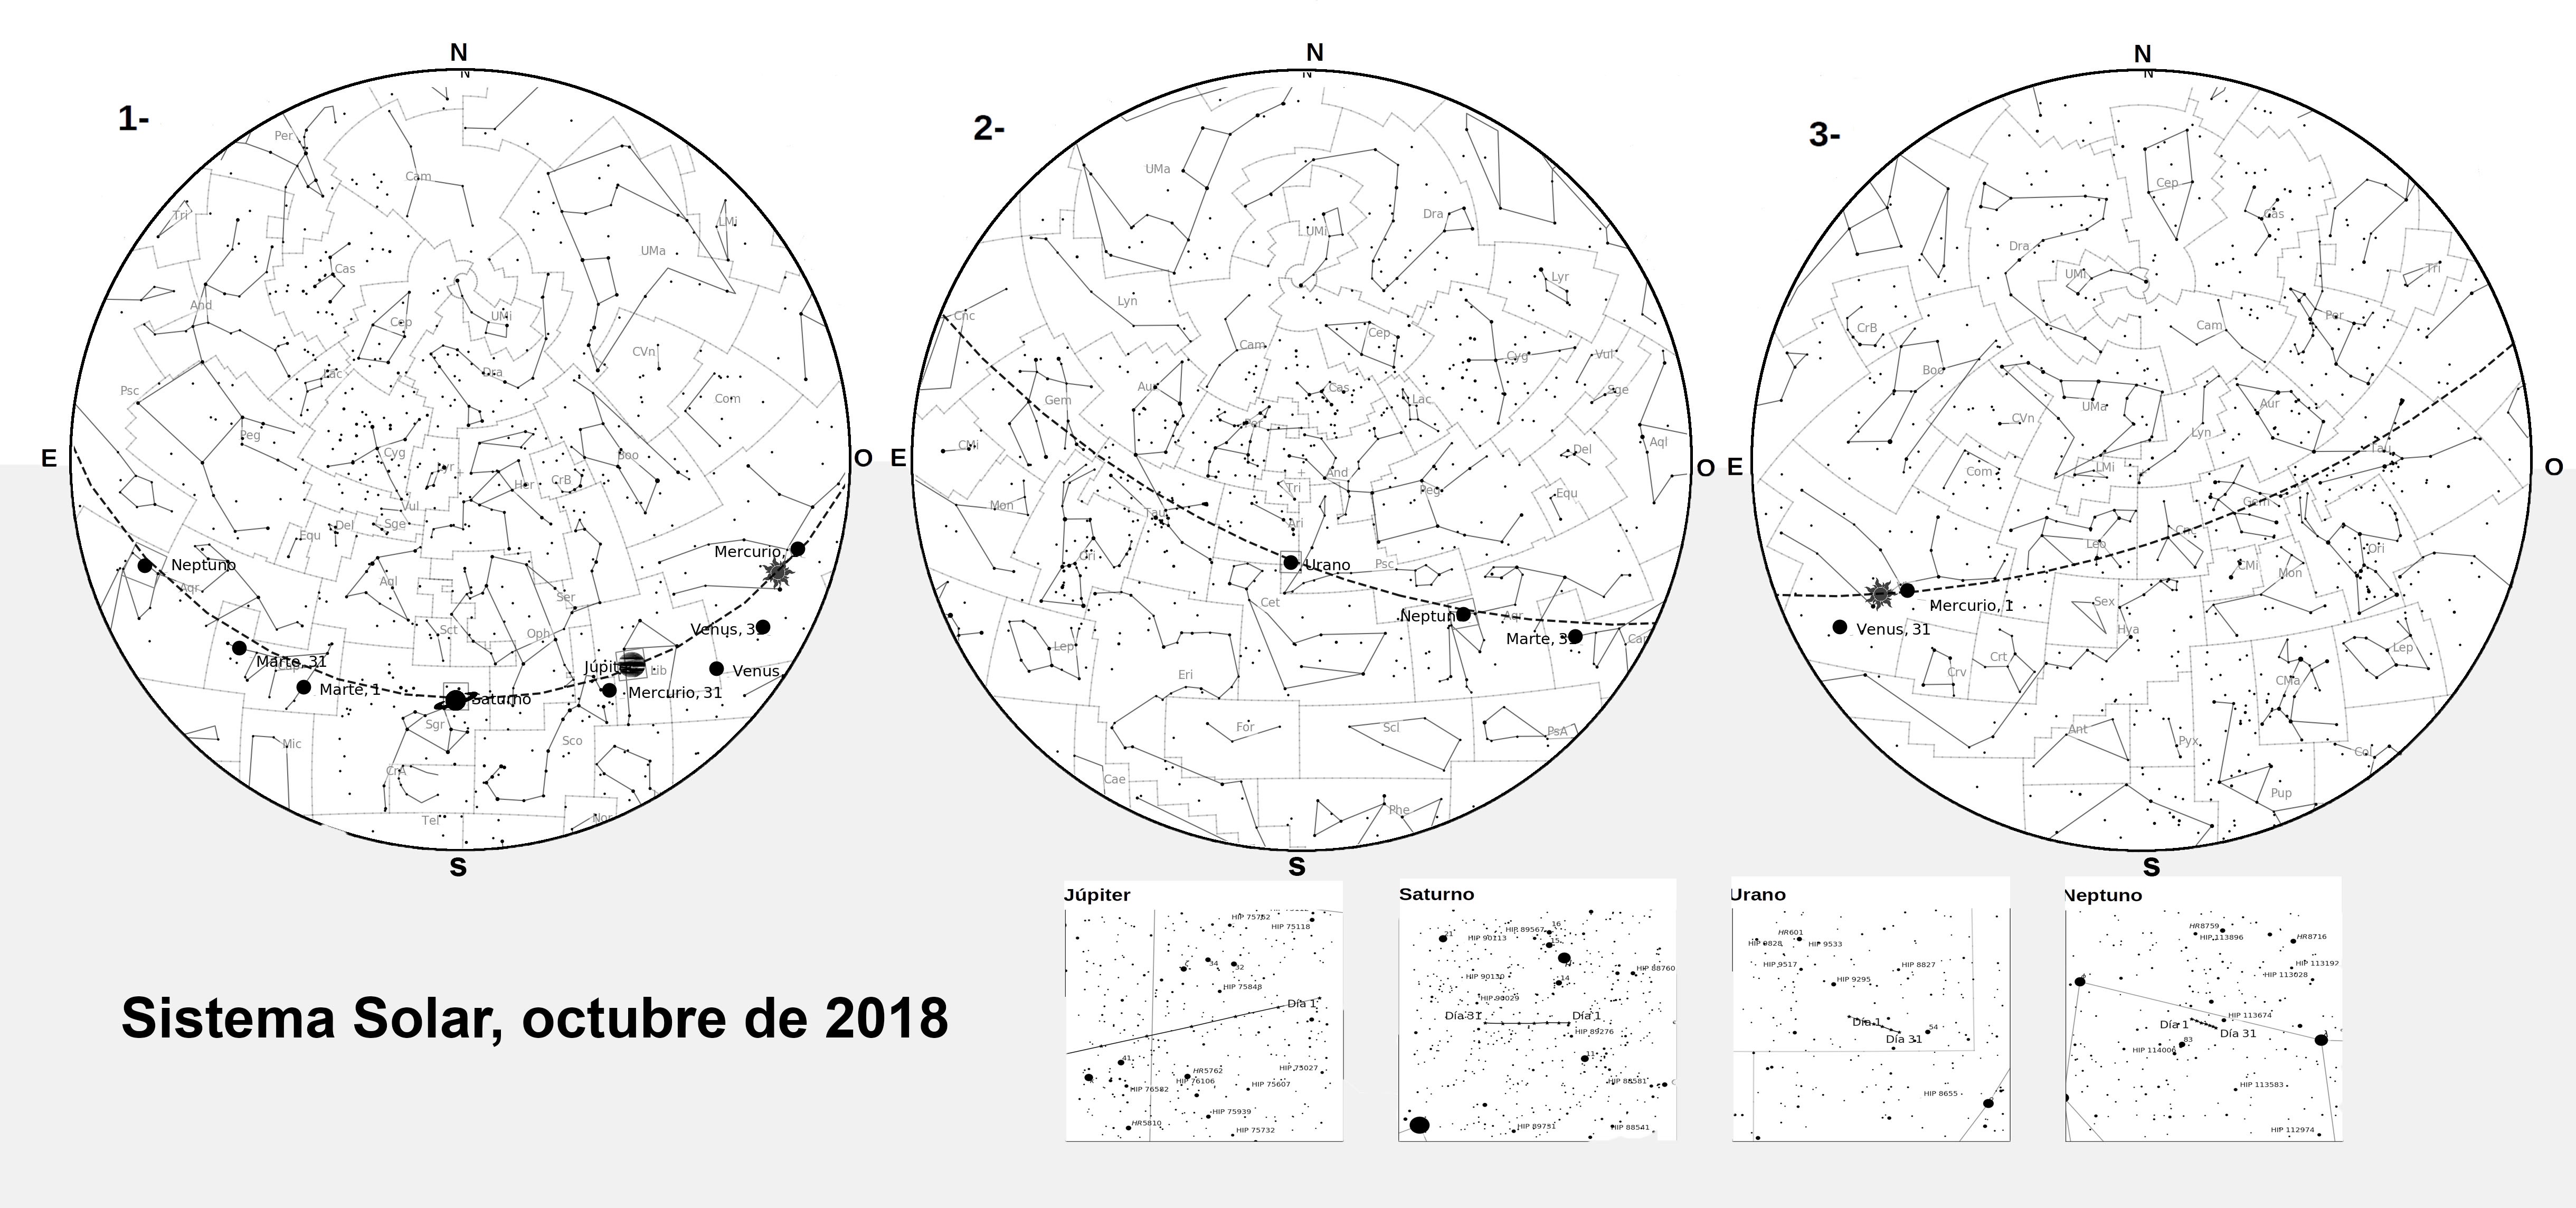 N
N
1-
Per
Cam
Tri
LMi
UMa
Cas
And
Cep
UMi
CVn
Lac
Dra
Psc
Com
Peg
E
Cyg
Lyr
Boo
O
Her
CrB
Vul
Sge
Del
Equ
Mercurio,
Neptuno
Aqr
Aql
Ser
Sct
Oph
Venus, 3
Marte, 31
Júpite
Lib
Venus,
Marte, 1
Mercurio, 31
Saturno
Sgr
Sco
Mic
CrA
Tel
Nor
S
N
N
2-
UMa
Dra
UMi
Lyr
Lyn
Cnc
Cep
Cam
Cyg
Vul
Aur
Cas
Sge
Gem
Lac
Per
CMi
Aql
Del
E
O
And
Tri
Peg
Equ
Mon
Tau
Ari
Ori
Urano
Psc
Cet
Neptun
Aqr
Marte, 3
Cap
Lep
Eri
For
Scl
PsA
Cae
Phe
S
N
N
3-
Cep
Cas
Dra
UMi
Tri
Per
Cam
CrB
Boo
Aur
UMa
CVn
Lyn
Tau
E
LMi
O
Com
Gem
Cnc
Leo
Ori
CMi
Mon
Mercurio, 1
Sex
Venus, 31
Hya
Lep
Crt
Crv
CMa
Ant
Pyx
Col
Pup
S
Júpiter
HIP 75752
HIP 75118
34
32
HIP 75848
Día 1
41
HR5762
HIP 75027
HIP 76106
HIP 76582
HIP 75607
HIP 75939
HR5810
HIP 75732
Saturno
16
HIP 89567
21
HIP 90113
15
HIP 88760
HIP 90130
14
HIP 90029
Día 31
Día 1
HIP 89276
11
HIP 88581
HIP 89731
HIP 88541
Urano
HR601
HIP 9828
HIP 9533
HIP 9517
HIP 8827
HIP 9295
Día 1
54
Día 31
HIP 8655
Neptuno
HR8759
HIP 113896
HR8716
HIP 113192
HIP 113028
HIP 113674
Día 1
Día 31
83
HIP 114006
HIP 113583
HIP 112974
Sistema Solar, octubre de 2018